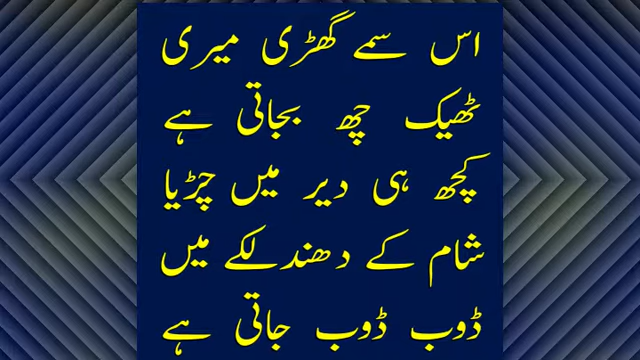 اس سمے گھڑی میری
ٹھیک چھ بجاتی ہے
کچھ ہی دیر میں چڑیا
شام کے دھندلکے میں
ڈوب ڈوب جاتی ہے